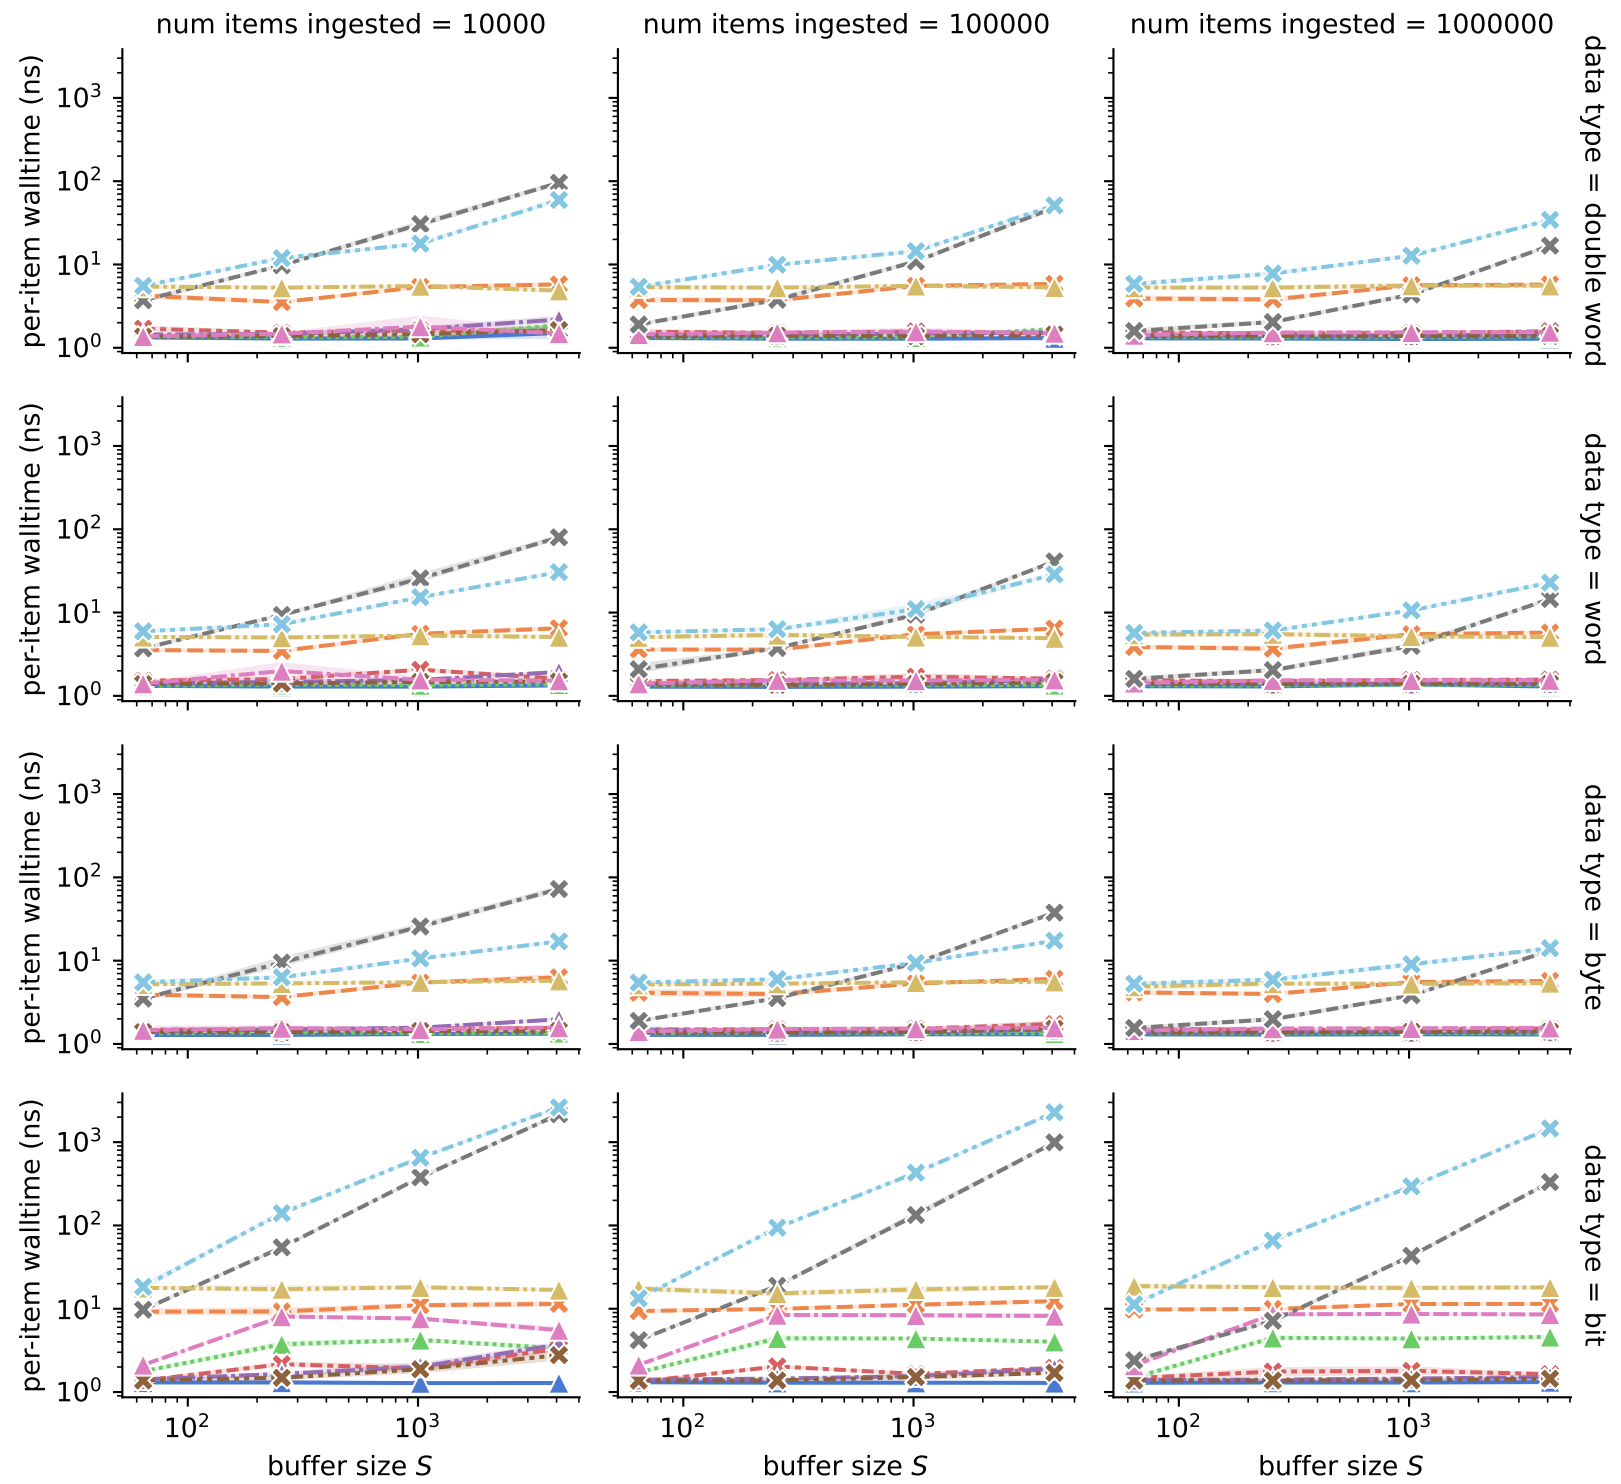 num items ingested = 10000
num items ingested = 100000
num items ingested = 1000000
per-item walltime (ns)
10³
10²
10¹
10⁰
data type = double word
per-item walltime (ns)
10³
10²
10¹
10⁰
data type = word
per-item walltime (ns)
10³
10²
10¹
10⁰
data type = byte
per-item walltime (ns)
10³
10²
10¹
10⁰
data type = bit
10² 10³
10² 10³
10² 10³
buffer size S
buffer size S
buffer size S